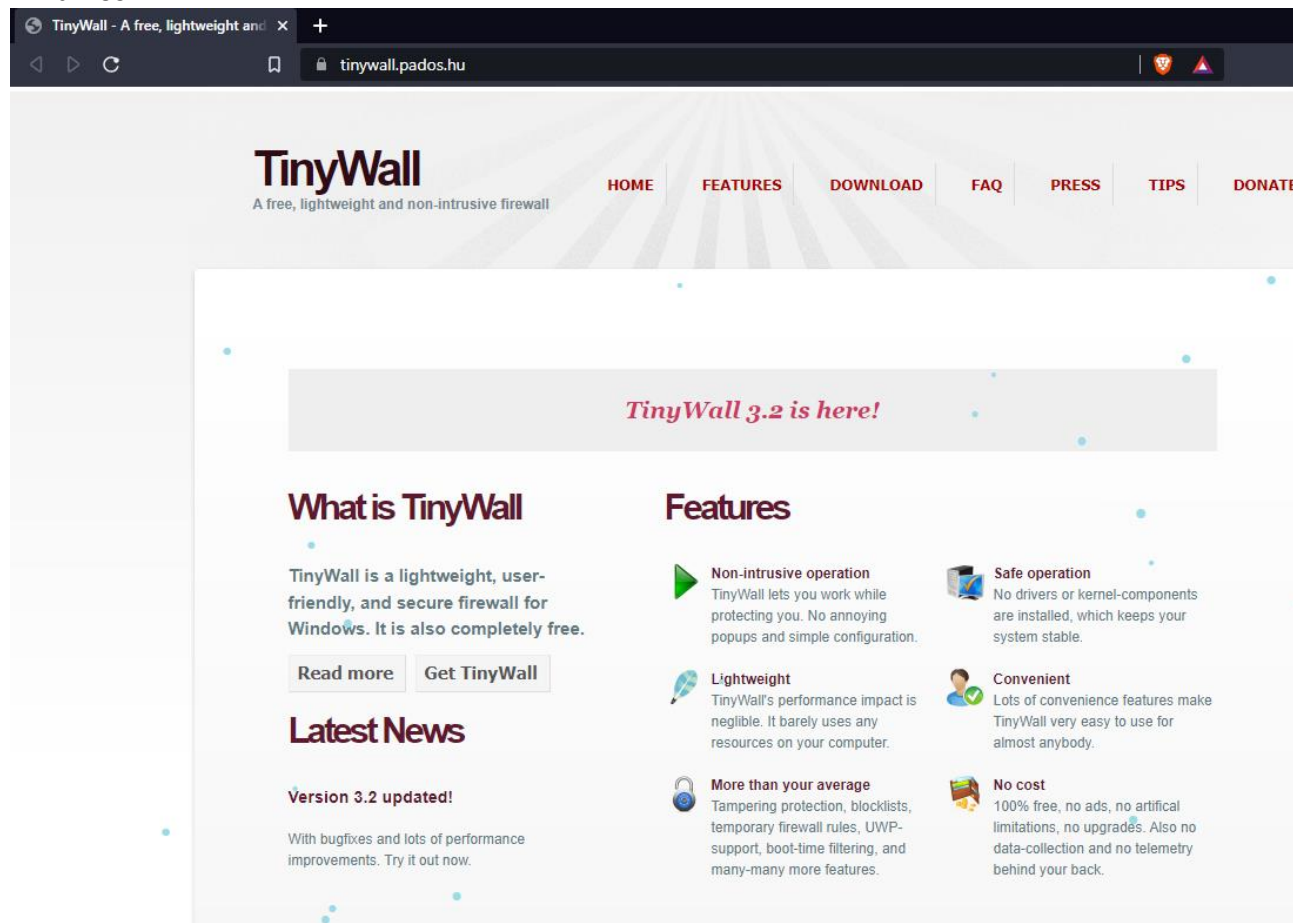 TinyWall - A free, lightweight and
tinywall.pados.hu
TinyWall
A free, lightweight and non-intrusive firewall
HOME
FEATURES
DOWNLOAD
FAQ
PRESS
TIPS
DONATE
TinyWall 3.2 is here!
What is TinyWall
TinyWall is a lightweight, user-
friendly, and secure firewall for
Windows. It is also completely free.
Read more
Get TinyWall
Latest News
Version 3.2 updated!
With bugfixes and lots of performance
improvements. Try it out now.
Features
Non-intrusive operation
TinyWall lets you work while
protecting you. No annoying
popups and simple configuration.
Safe operation
No drivers or kernel-components
are installed, which keeps your
system stable.
Lightweight
TinyWall's performance impact is
neglible. It barely uses any
resources on your computer.
Convenient
Lots of convenience features make
TinyWall very easy to use for
almost anybody.
More than your average
Tampering protection, blocklists,
temporary firewall rules, UWP-
support, boot-time filtering, and
many-many more features.
No cost
100% free, no ads, no artifical
limitations, no upgrades. Also no
data-collection and no telemetry
behind your back.